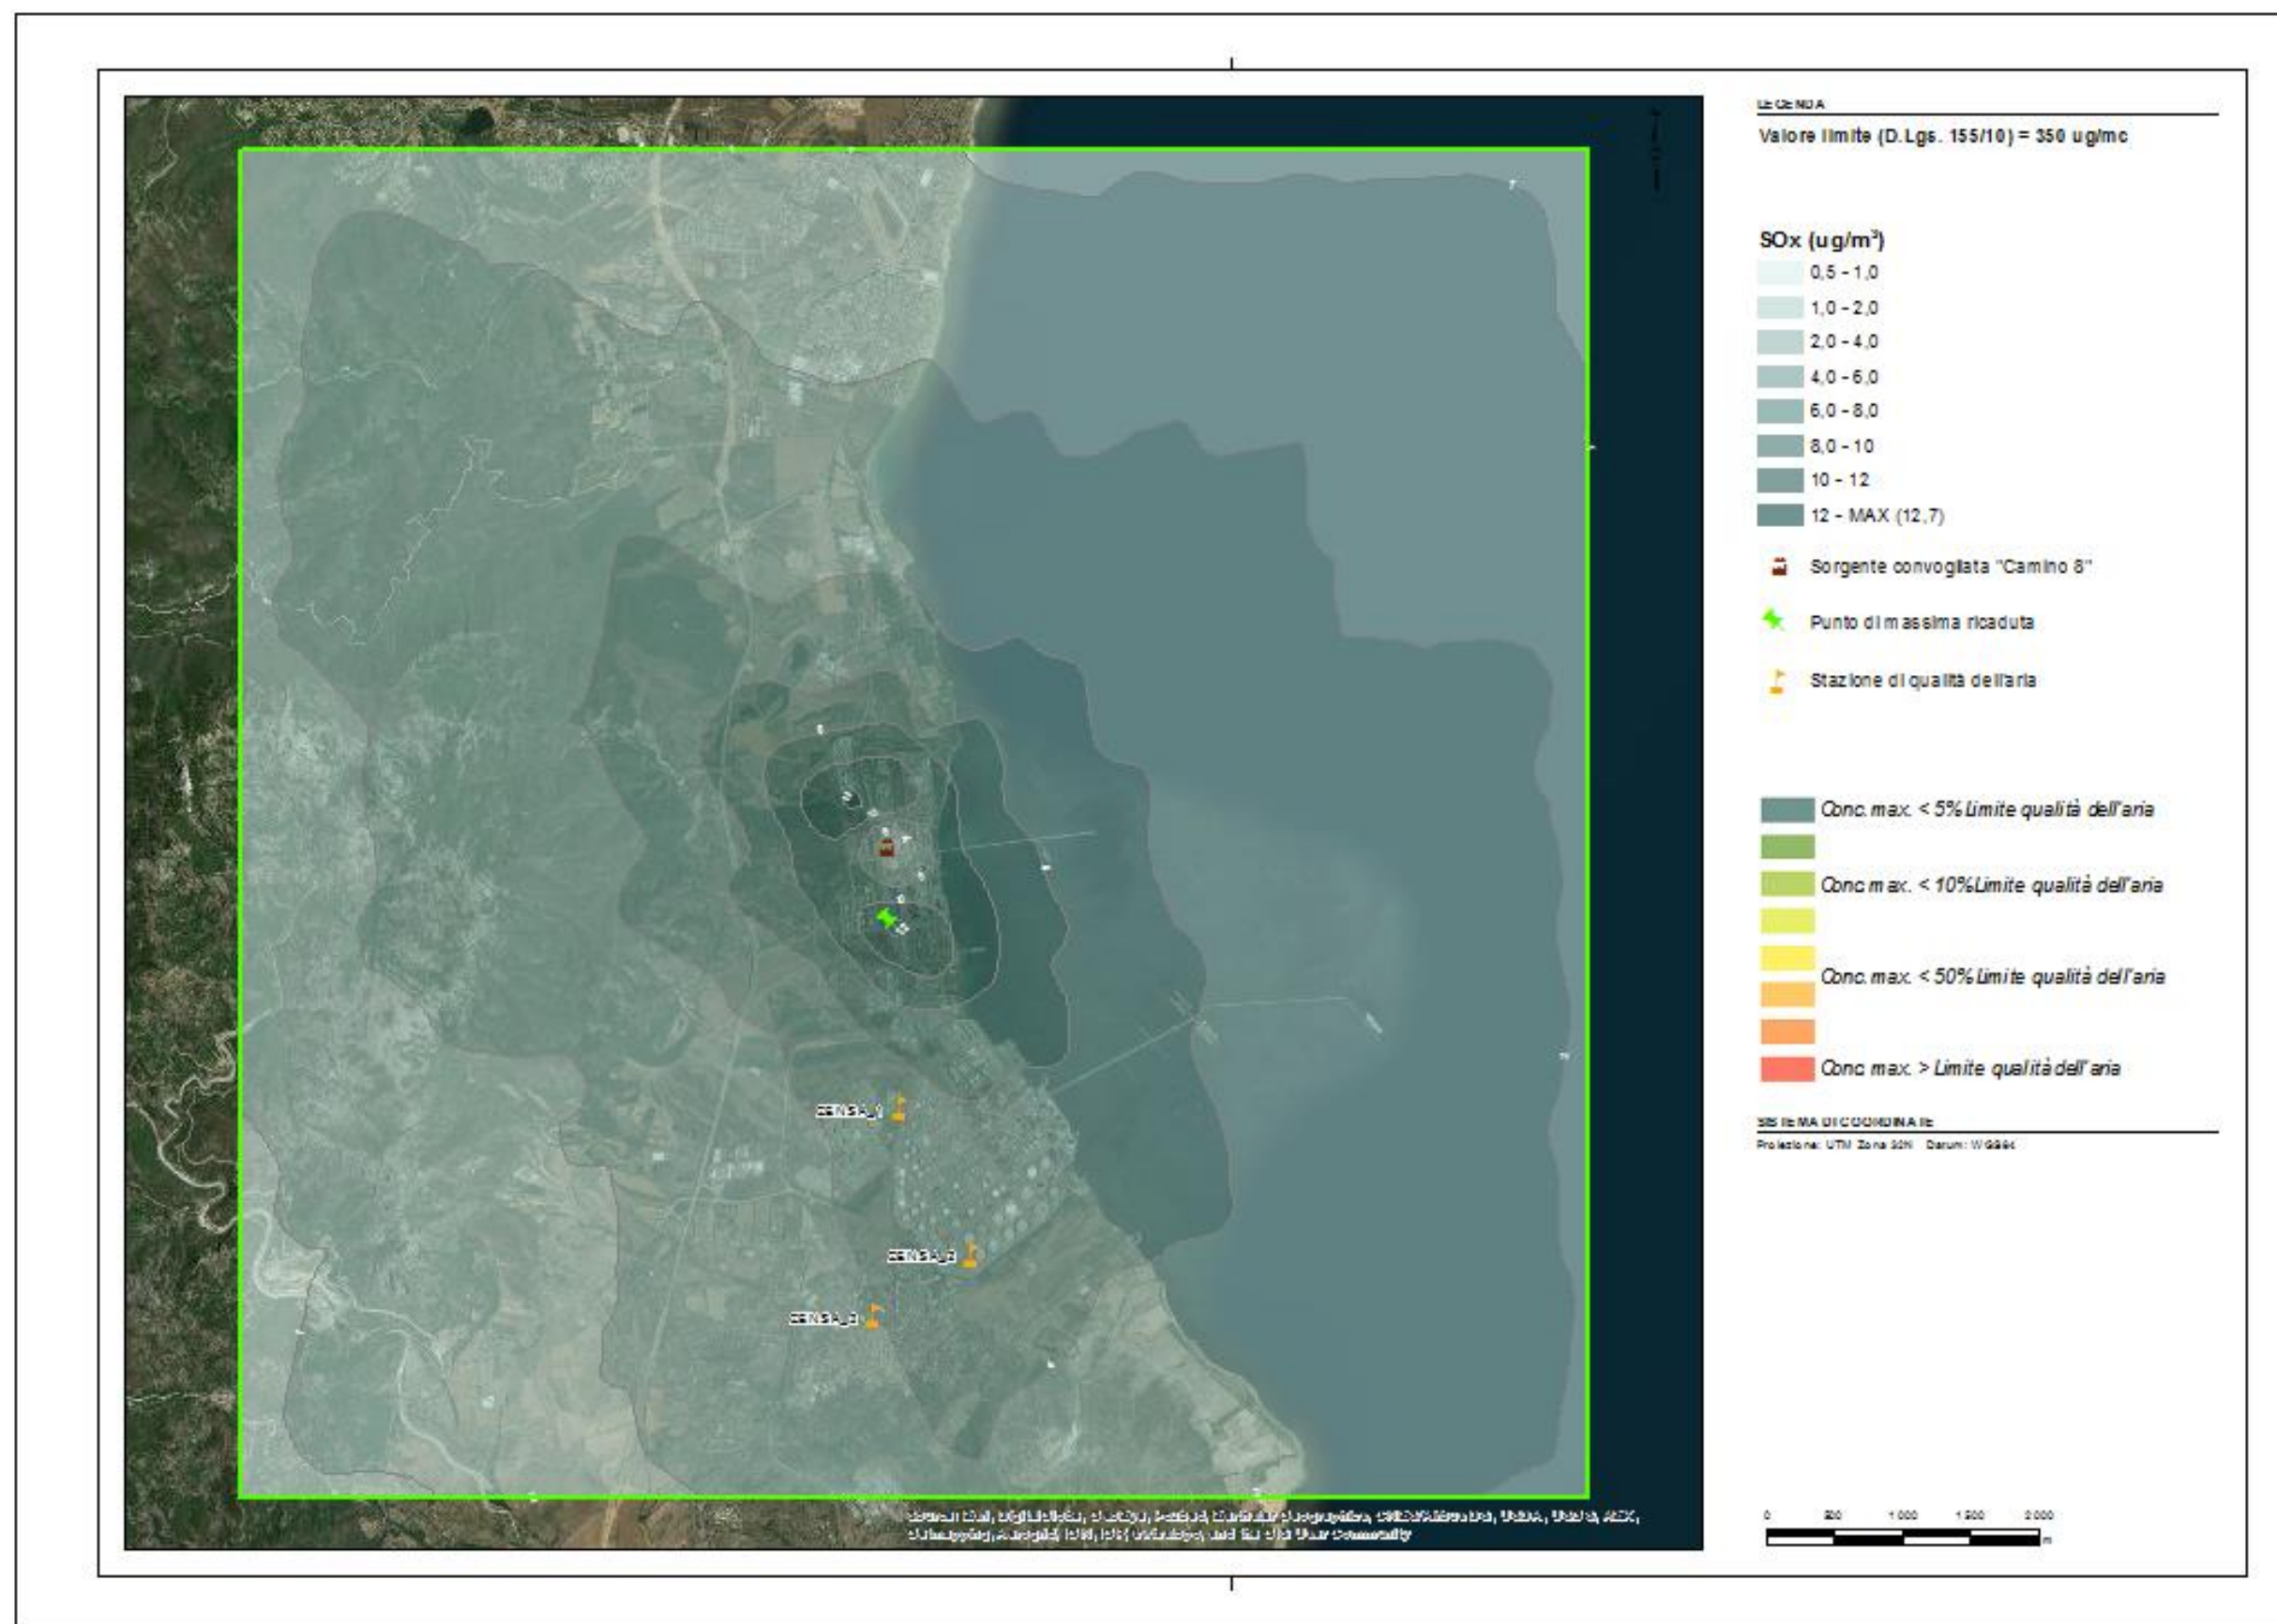 LEGENDA
Valore limite (D.Lgs. 155/10) = 350 ug/mc
SOx (ug/m³)
0,5 - 1,0
1,0 - 2,0
2,0 - 4,0
4,0 - 6,0
6,0 - 8,0
8,0 - 10
10 - 12
12 - MAX (12,7)
Sorgente convogliata "Camino 8"
Punto di massima ricaduta
Stazione di qualità dell'aria
Conc. max. < 5% Limite qualità dell'aria
Conc. max. < 10% Limite qualità dell'aria
Conc. max. < 50% Limite qualità dell'aria
Conc. max. > Limite qualità dell'aria
SISTEMA DI COORDINATE
Proiezione: UTM Zona 32N Datum: WGS84
CENSA_1
CENSA_2
CENSA_3
0 500 1 000 1 500 2 000
m